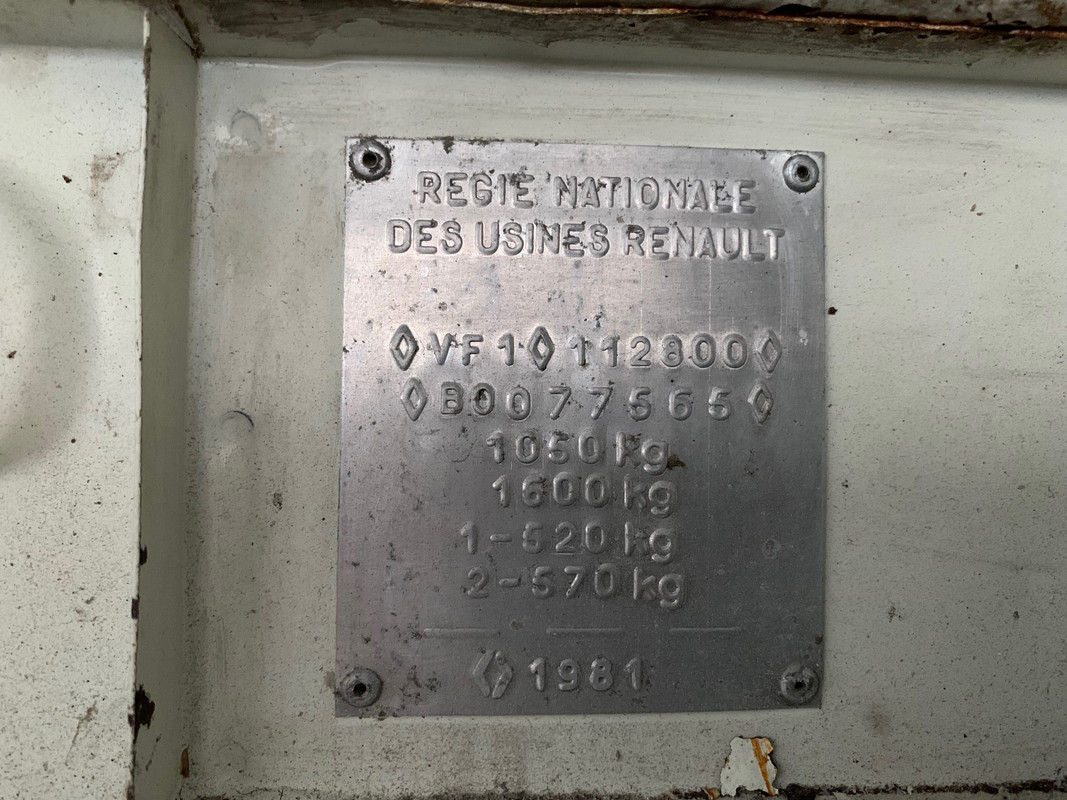 REGIE NATIONALE
DES USINES RENAULT
◊VF1◊112800◊
◊B0077565◊
1050 kg
1600 kg
1-520 kg
2-570 kg
◊1981